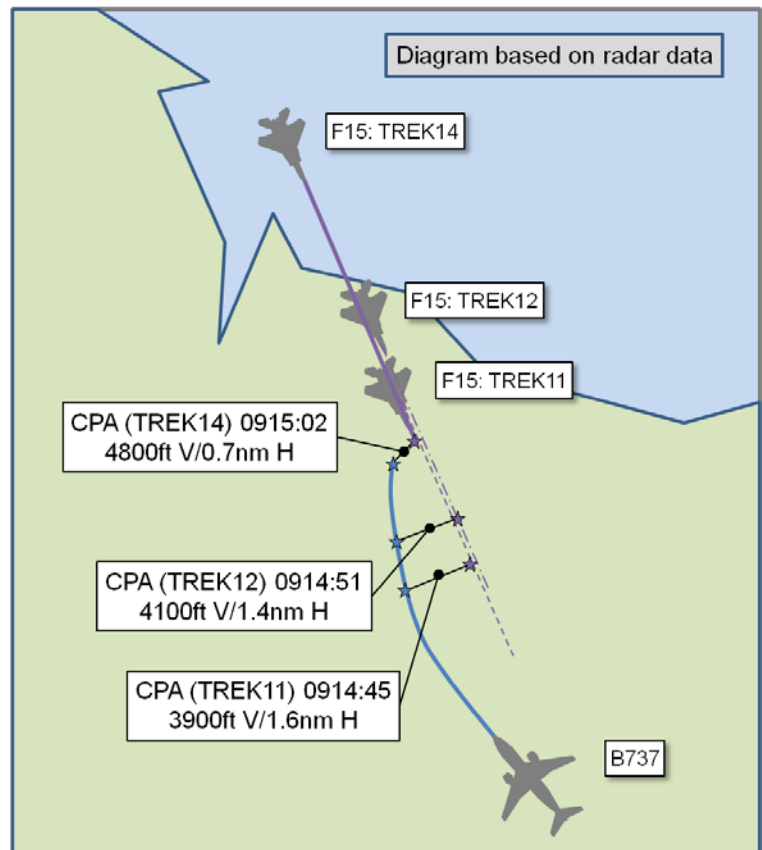 Diagram based on radar data
F15: TREK14
F15: TREK12
F15: TREK11
CPA (TREK14) 0915:02
4800ft V/0.7nm H
CPA (TREK12) 0914:51
4100ft V/1.4nm H
CPA (TREK11) 0914:45
3900ft V/1.6nm H
B737